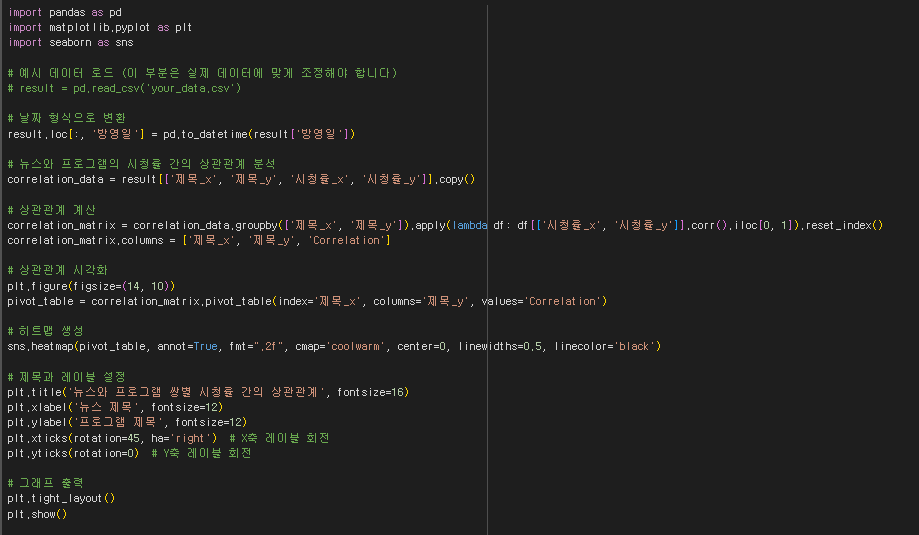 import pandas as pd
import matplotlib.pyplot as plt
import seaborn as sns
# 예시 데이터 로드 (이 부분은 실제 데이터에 맞게 조정해야 합니다)
# result = pd.read_csv('your_data.csv')
# 날짜 형식으로 변환
result.loc[:, '방영일'] = pd.to_datetime(result['방영일'])
# 뉴스와 프로그램의 시청률 간의 상관관계 분석
correlation_data = result[['제목_x', '제목_y', '시청률_x', '시청률_y']].copy()
# 상관관계 계산
correlation_matrix = correlation_data.groupby(['제목_x', '제목_y']).apply(lambda df: df[['시청률_x', '시청률_y']].corr().iloc[0, 1]).reset_index()
correlation_matrix.columns = ['제목_x', '제목_y', 'Correlation']
# 상관관계 시각화
plt.figure(figsize=(14, 10))
pivot_table = correlation_matrix.pivot_table(index='제목_x', columns='제목_y', values='Correlation')
# 히트맵 생성
sns.heatmap(pivot_table, annot=True, fmt=".2f", cmap='coolwarm', center=0, linewidths=0.5, linecolor='black')
# 제목과 레이블 설정
plt.title('뉴스와 프로그램 쌍별 시청률 간의 상관관계', fontsize=16)
plt.xlabel('뉴스 제목', fontsize=12)
plt.ylabel('프로그램 제목', fontsize=12)
plt.xticks(rotation=45, ha='right')  # X축 레이블 회전
plt.yticks(rotation=0)  # Y축 레이블 회전
# 그래프 출력
plt.tight_layout()
plt.show()